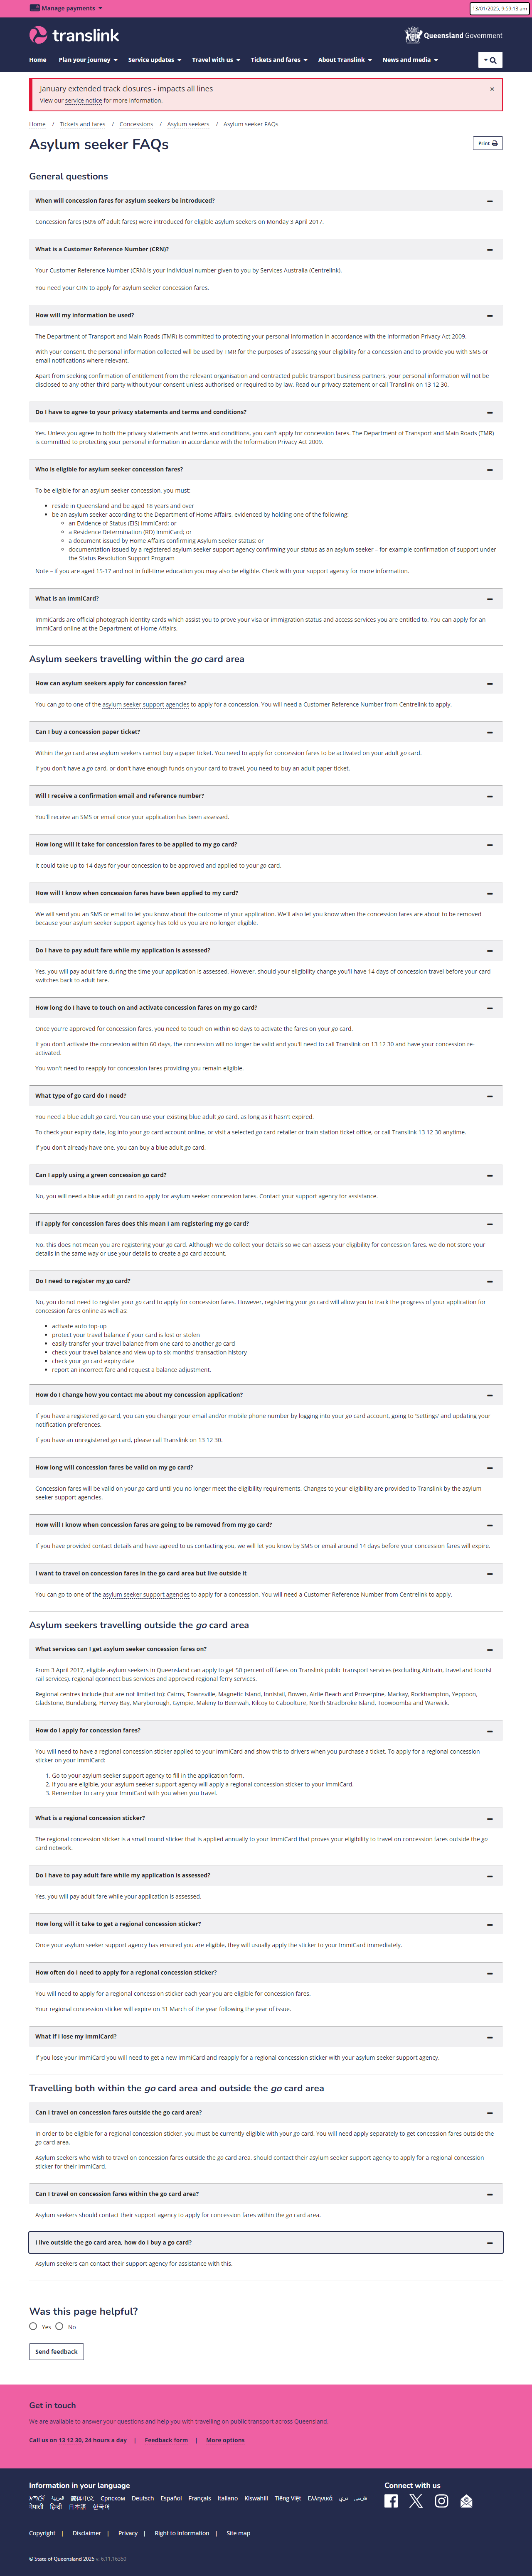 Manage payments
13/01/2025, 9:59:13 am
translink
Queensland Government
Home Plan your journey Service updates Travel with us Tickets and fares About Translink News and media
January extended track closures - impacts all lines ×
View our service notice for more information.
Home / Tickets and fares / Concessions / Asylum seekers / Asylum seeker FAQs
Asylum seeker FAQs
Print
General questions
When will concession fares for asylum seekers be introduced?
Concession fares (50% off adult fares) were introduced for eligible asylum seekers on Monday 3 April 2017.
What is a Customer Reference Number (CRN)?
Your Customer Reference Number (CRN) is your individual number given to you by Services Australia (Centrelink).
You need your CRN to apply for asylum seeker concession fares.
How will my information be used?
The Department of Transport and Main Roads (TMR) is committed to protecting your personal information in accordance with the Information Privacy Act 2009.
With your consent, the personal information collected will be used by TMR for the purposes of assessing your eligibility for a concession and to provide you with SMS or
email notifications where relevant.
Apart from seeking confirmation of entitlement from the relevant organisation and contracted public transport business partners, your personal information will not be
disclosed to any other third party without your consent unless authorised or required to by law. Read our privacy statement or call Translink on 13 12 30.
Do I have to agree to your privacy statements and terms and conditions?
Yes. Unless you agree to both the privacy statements and terms and conditions, you can't apply for concession fares. The Department of Transport and Main Roads (TMR)
is committed to protecting your personal information in accordance with the Information Privacy Act 2009.
Who is eligible for asylum seeker concession fares?
To be eligible for an asylum seeker concession, you must:
• reside in Queensland and be aged 18 years and over
• be an asylum seeker according to the Department of Home Affairs, evidenced by holding one of the following:
◦ an Evidence of Status (EIS) ImmiCard; or
◦ a Residence Determination (RD) ImmiCard; or
◦ a document issued by Home Affairs confirming Asylum Seeker status; or
◦ documentation issued by a registered asylum seeker support agency confirming your status as an asylum seeker – for example confirmation of support under
the Status Resolution Support Program
Note – if you are aged 15-17 and not in full-time education you may also be eligible. Check with your support agency for more information.
What is an ImmiCard?
ImmiCards are official photograph identity cards which assist you to prove your visa or immigration status and access services you are entitled to. You can apply for an
ImmiCard online at the Department of Home Affairs.
Asylum seekers travelling within the go card area
How can asylum seekers apply for concession fares?
You can go to one of the asylum seeker support agencies to apply for a concession. You will need a Customer Reference Number from Centrelink to apply.
Can I buy a concession paper ticket?
Within the go card area asylum seekers cannot buy a paper ticket. You need to apply for concession fares to be activated on your adult go card.
If you don't have a go card, or don't have enough funds on your card to travel, you need to buy an adult paper ticket.
Will I receive a confirmation email and reference number?
You'll receive an SMS or email once your application has been assessed.
How long will it take for concession fares to be applied to my go card?
It could take up to 14 days for your concession to be approved and applied to your go card.
How will I know when concession fares have been applied to my card?
We will send you an SMS or email to let you know about the outcome of your application. We'll also let you know when the concession fares are about to be removed
because your asylum seeker support agency has told us you are no longer eligible.
Do I have to pay adult fare while my application is assessed?
Yes, you will pay adult fare during the time your application is assessed. However, should your eligibility change you'll have 14 days of concession travel before your card
switches back to adult fare.
How long do I have to touch on and activate concession fares on my go card?
Once you're approved for concession fares, you need to touch on within 60 days to activate the fares on your go card.
If you don't activate the concession within 60 days, the concession will no longer be valid and you'll need to call Translink on 13 12 30 and have your concession re-
activated.
You won't need to reapply for concession fares providing you remain eligible.
What type of go card do I need?
You need a blue adult go card. You can use your existing blue adult go card, as long as it hasn't expired.
To check your expiry date, log into your go card account online, or visit a selected go card retailer or train station ticket office, or call Translink 13 12 30 anytime.
If you don't already have one, you can buy a blue adult go card.
Can I apply using a green concession go card?
No, you will need a blue adult go card to apply for asylum seeker concession fares. Contact your support agency for assistance.
If I apply for concession fares does this mean I am registering my go card?
No, this does not mean you are registering your go card. Although we do collect your details so we can assess your eligibility for concession fares, we do not store your
details in the same way or use your details to create a go card account.
Do I need to register my go card?
No, you do not need to register your go card to apply for concession fares. However, registering your go card will allow you to track the progress of your application for
concession fares online as well as:
• activate auto top-up
• protect your travel balance if your card is lost or stolen
• easily transfer your travel balance from one card to another go card
• check your travel balance and view up to six months' transaction history
• check your go card expiry date
• report an incorrect fare and request a balance adjustment.
How do I change how you contact me about my concession application?
If you have a registered go card, you can you change your email and/or mobile phone number by logging into your go card account, going to 'Settings' and updating your
notification preferences.
If you have an unregistered go card, please call Translink on 13 12 30.
How long will concession fares be valid on my go card?
Concession fares will be valid on your go card until you no longer meet the eligibility requirements. Changes to your eligibility are provided to Translink by the asylum
seeker support agencies.
How will I know when concession fares are going to be removed from my go card?
If you have provided contact details and have agreed to us contacting you, we will let you know by SMS or email around 14 days before your concession fares will expire.
I want to travel on concession fares in the go card area but live outside it
You can go to one of the asylum seeker support agencies to apply for a concession. You will need a Customer Reference Number from Centrelink to apply.
Asylum seekers travelling outside the go card area
What services can I get asylum seeker concession fares on?
From 3 April 2017, eligible asylum seekers in Queensland can apply to get 50 percent off fares on Translink public transport services (excluding Airtrain, travel and tourist
rail services), regional qconnect bus services and approved regional ferry services.
Regional centres include (but are not limited to): Cairns, Townsville, Magnetic Island, Innisfail, Bowen, Airlie Beach and Proserpine, Mackay, Rockhampton, Yeppoon,
Gladstone, Bundaberg, Hervey Bay, Maryborough, Gympie, Maleny to Beerwah, Kilcoy to Caboolture, North Stradbroke Island, Toowoomba and Warwick.
How do I apply for concession fares?
You will need to have a regional concession sticker applied to your ImmiCard and show this to drivers when you purchase a ticket. To apply for a regional concession
sticker on your ImmiCard:
1. Go to your asylum seeker support agency to fill in the application form.
2. If you are eligible, your asylum seeker support agency will apply a regional concession sticker to your ImmiCard.
3. Remember to carry your ImmiCard with you when you travel.
What is a regional concession sticker?
The regional concession sticker is a small round sticker that is applied annually to your ImmiCard that proves your eligibility to travel on concession fares outside the go
card network.
Do I have to pay adult fare while my application is assessed?
Yes, you will pay adult fare while your application is assessed.
How long will it take to get a regional concession sticker?
Once your asylum seeker agency has ensured you are eligible, they will usually apply the sticker to your ImmiCard immediately.
How often do I need to apply for a regional concession sticker?
You will need to apply for a regional concession sticker each year you are eligible for concession fares.
Your regional concession sticker will expire on 31 March of the year following the year of issue.
What if I lose my ImmiCard?
If you lose your ImmiCard you will need to get a new ImmiCard and reapply for a regional concession sticker with your asylum seeker support agency.
Travelling both within the go card area and outside the go card area
Can I travel on concession fares outside the go card area?
In order to be eligible for a regional concession sticker, you must be currently eligible with your go card. You will need apply separately to get concession fares outside the
go card area.
Asylum seekers who wish to travel on concession fares outside the go card area, should contact their asylum seeker support agency to apply for a regional concession
sticker for their ImmiCard.
Can I travel on concession fares within the go card area?
Asylum seekers should contact their support agency to apply for concession fares within the go card area.
I live outside the go card area, how do I buy a go card?
Asylum seekers can contact their support agency for assistance with this.
Was this page helpful?
Yes No
Send feedback
Get in touch
We are available to answer your questions and help you with travelling on public transport across Queensland.
Call us on 13 12 30, 24 hours a day | Feedback form | More options
Information in your language
አማርኛ العربية 简体中文 Српском Deutsch Español Français Italiano Kiswahili Tiếng Việt Ελληνικά دري فارسی
नेपाली हिन्दी 日本語 한국어
Connect with us
Copyright | Disclaimer | Privacy | Right to information | Site map
© State of Queensland 2025 v. 6.11.16356